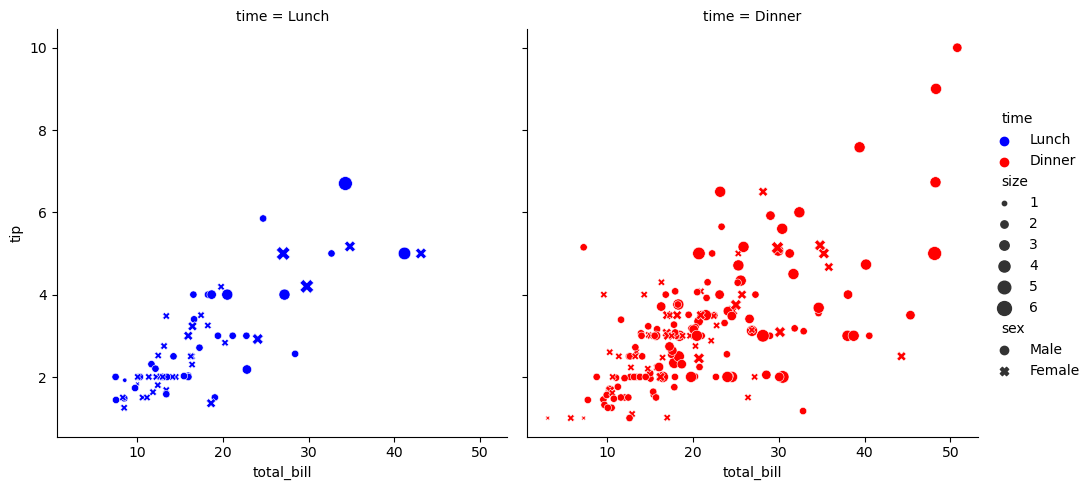 time = Lunch
time = Dinner
10
8
6
4
2
tip
10 20 30 40 50
total_bill
10 20 30 40 50
total_bill
time
Lunch
Dinner
size
1
2
3
4
5
6
sex
Male
Female